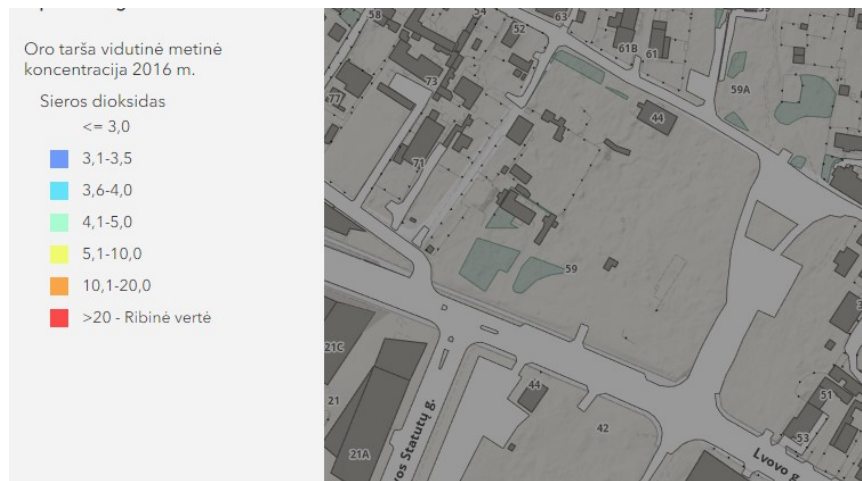 Oro tarša vidutinė metinė
koncentracija 2016 m.
Sieros dioksidas
<= 3,0
3,1-3,5
3,6-4,0
4,1-5,0
5,1-10,0
10,1-20,0
>20 - Ribinė vertė
58
54
63
52
61B
61
73
59A
77
44
71
59
21C
44
51
21
42
53
21A
vos Statutų g.
Lvovo g.